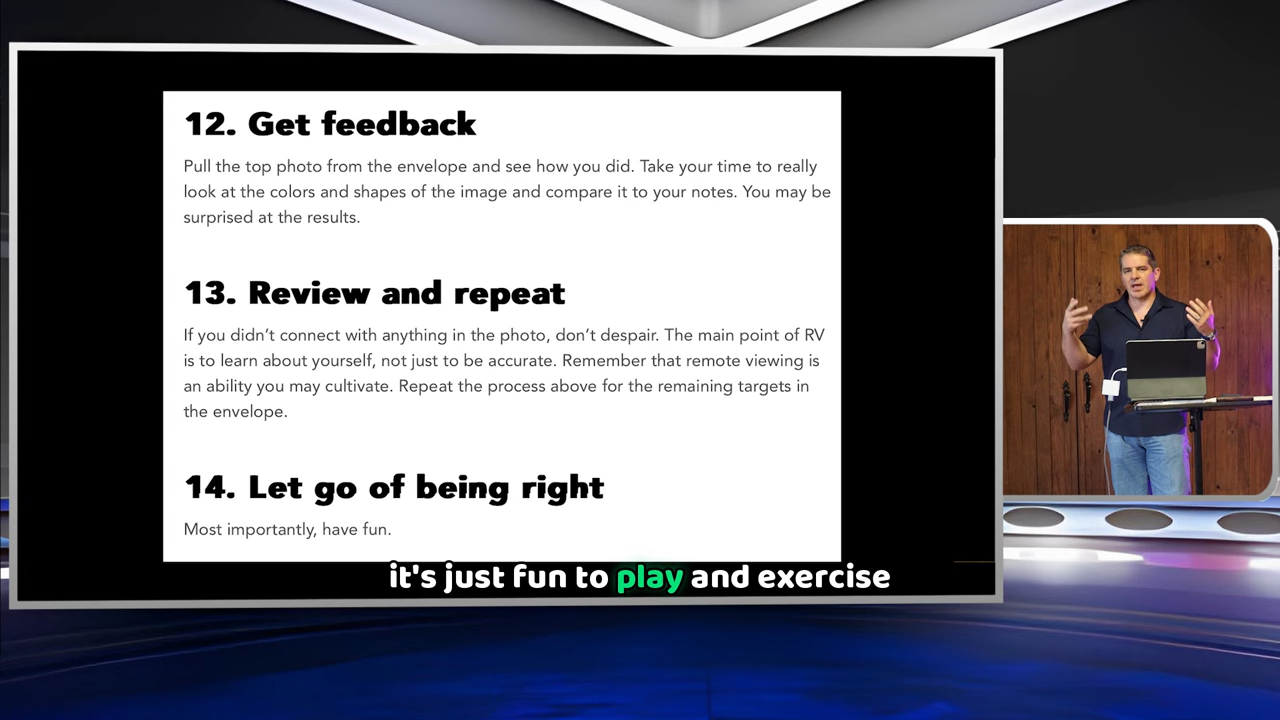 12. Get feedback
Pull the top photo from the envelope and see how you did. Take your time to really
look at the colors and shapes of the image and compare it to your notes. You may be
surprised at the results.
13. Review and repeat
If you didn’t connect with anything in the photo, don’t despair. The main point of RV
is to learn about yourself, not just to be accurate. Remember that remote viewing is
an ability you may cultivate. Repeat the process above for the remaining targets in
the envelope.
14. Let go of being right
Most importantly, have fun.
it's just fun to play and exercise